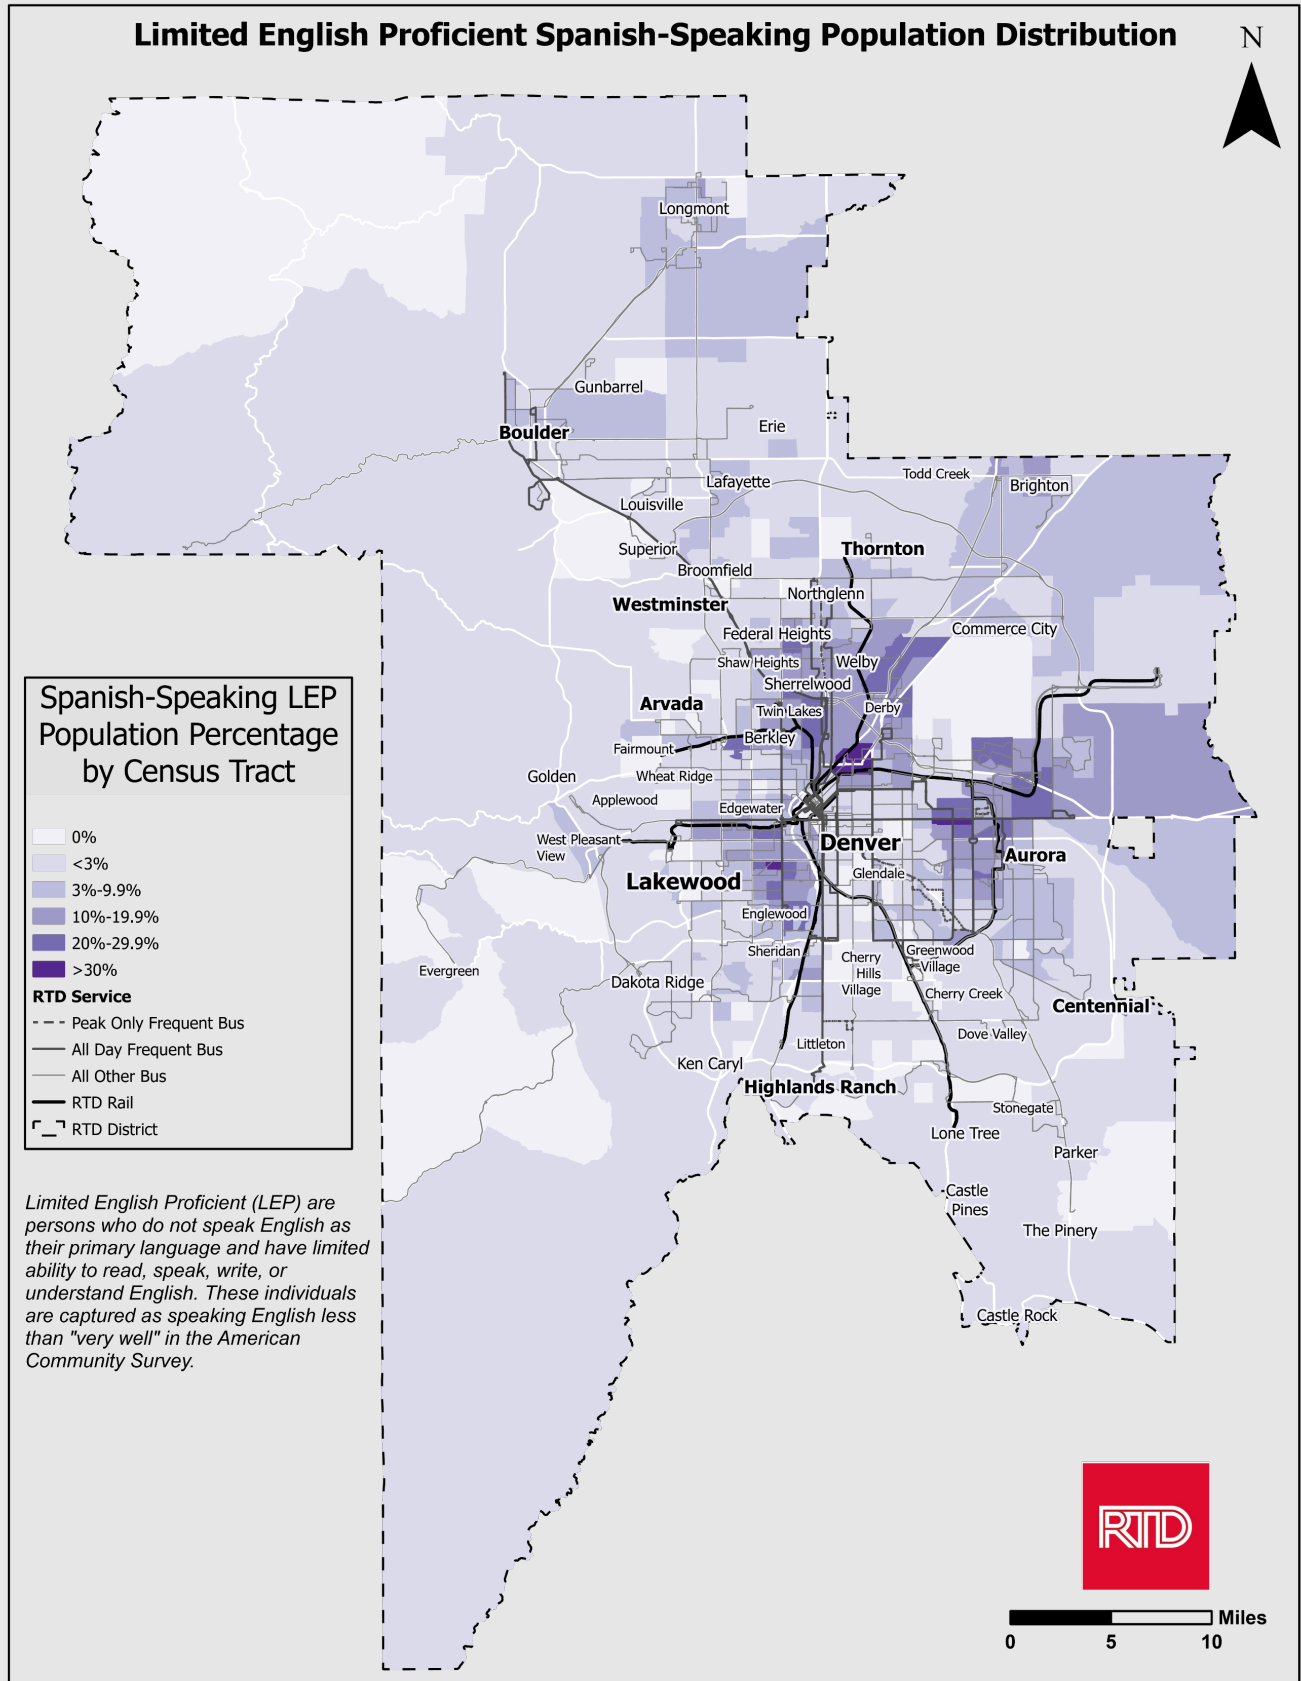 Limited English Proficient Spanish-Speaking Population Distribution
N
Longmont
Gunbarrel
Boulder
Erie
Todd Creek
Brighton
Lafayette
Louisville
Superior
Thornton
Broomfield
Northglenn
Westminster
Commerce City
Federal Heights
Shaw Heights
Welby
Sherrelwood
Arvada
Twin Lakes
Derby
Berkley
Fairmount
Golden
Wheat Ridge
Applewood
Edgewater
West Pleasant
View
Denver
Aurora
Lakewood
Glendale
Englewood
Sheridan
Greenwood
Village
Cherry
Hills
Village
Evergreen
Dakota Ridge
Cherry Creek
Centennial
Dove Valley
Littleton
Ken Caryl
Highlands Ranch
Stonegate
Lone Tree
Parker
Castle
Pines
The Pinery
Castle Rock
Spanish-Speaking LEP
Population Percentage
by Census Tract
0%
<3%
3%-9.9%
10%-19.9%
20%-29.9%
>30%
RTD Service
Peak Only Frequent Bus
All Day Frequent Bus
All Other Bus
RTD Rail
RTD District
Limited English Proficient (LEP) are
persons who do not speak English as
their primary language and have limited
ability to read, speak, write, or
understand English. These individuals
are captured as speaking English less
than "very well" in the American
Community Survey.
RTD
Miles
0 5 10